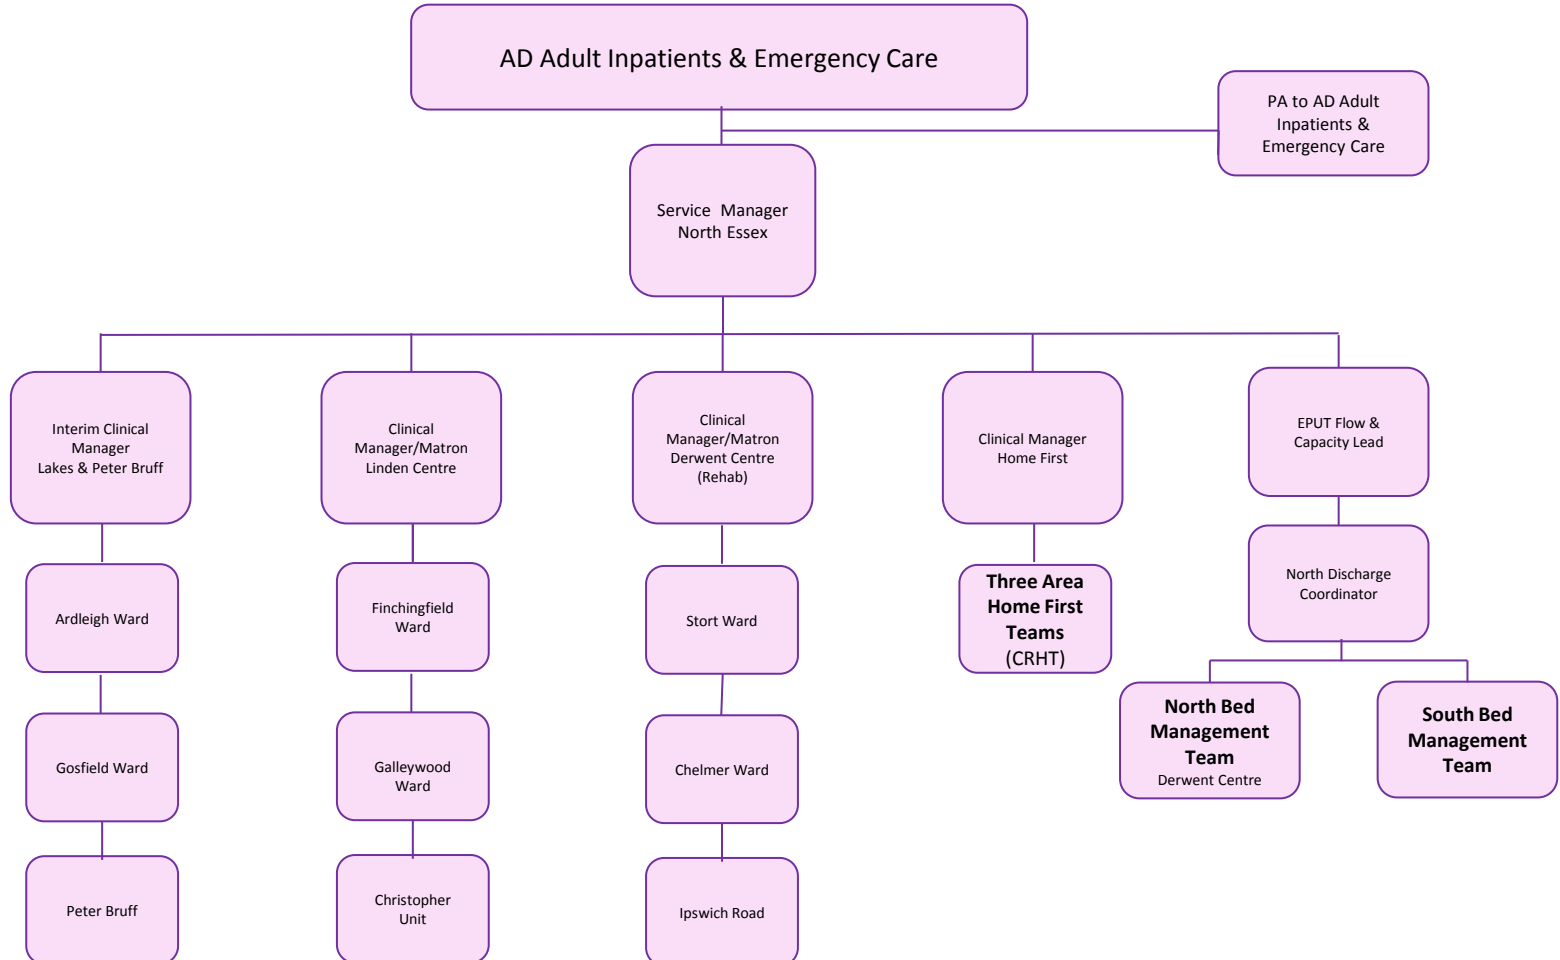 AD Adult Inpatients & Emergency Care
PA to AD Adult
Inpatients &
Emergency Care
Service Manager
North Essex
Interim Clinical
Manager
Lakes & Peter Bruff
Clinical
Manager/Matron
Linden Centre
Clinical
Manager/Matron
Derwent Centre
(Rehab)
Clinical Manager
Home First
EPUT Flow &
Capacity Lead
Ardleigh Ward
Finchingfield
Ward
Stort Ward
Three Area
Home First
Teams
(CRHT)
North Discharge
Coordinator
Gosfield Ward
Galleywood
Ward
Chelmer Ward
North Bed
Management
Team
Derwent Centre
South Bed
Management
Team
Peter Bruff
Christopher
Unit
Ipswich Road